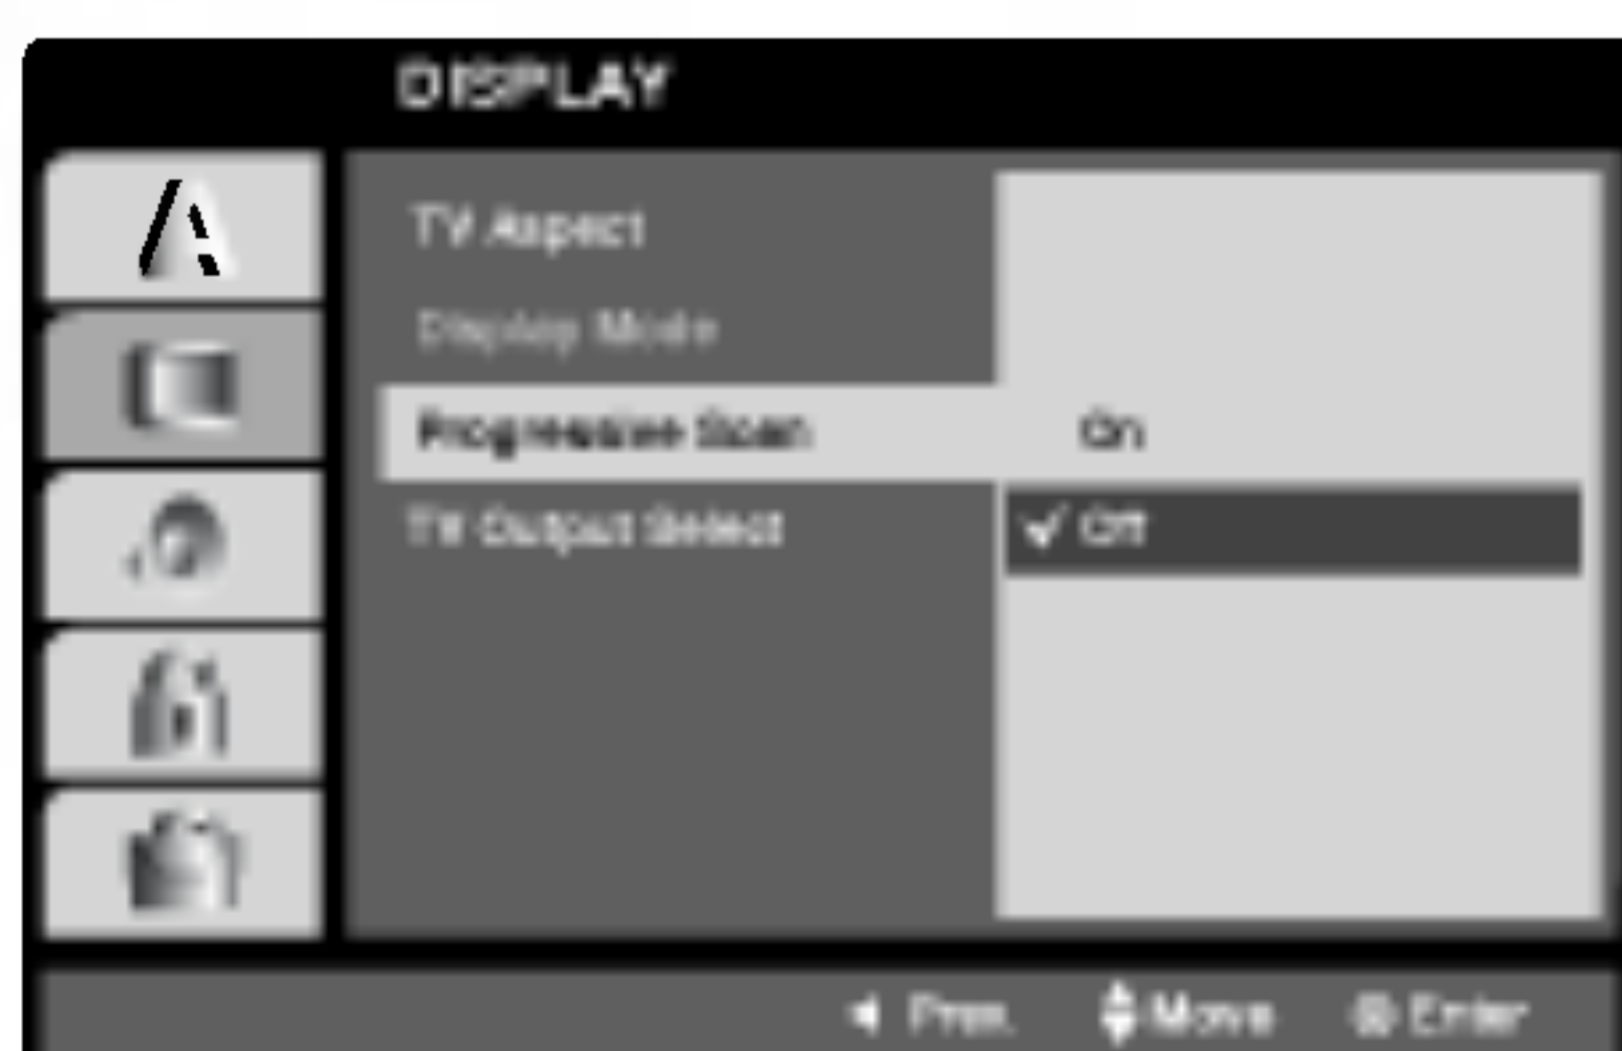 DISPLAY
TV Aspect
Display Mode
Progressive Scan On
TV Output Select ✓ Off
Prev. Move Enter